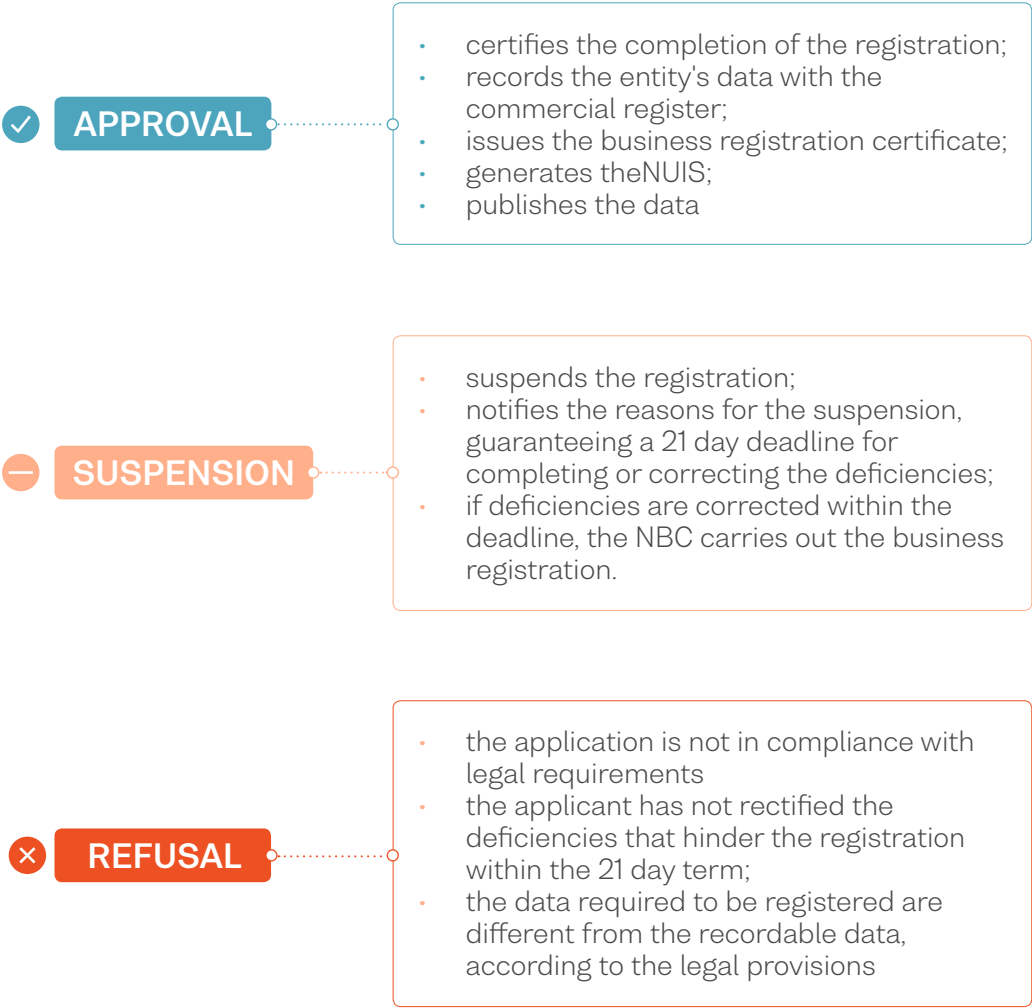 APPROVAL
• certifies the completion of the registration;
• records the entity's data with the
commercial register;
• issues the business registration certificate;
• generates theNUIS;
• publishes the data
SUSPENSION
• suspends the registration;
• notifies the reasons for the suspension,
guaranteeing a 21 day deadline for
completing or correcting the deficiencies;
• if deficiencies are corrected within the
deadline, the NBC carries out the business
registration.
REFUSAL
• the application is not in compliance with
legal requirements
• the applicant has not rectified the
deficiencies that hinder the registration
within the 21 day term;
• the data required to be registered are
different from the recordable data,
according to the legal provisions